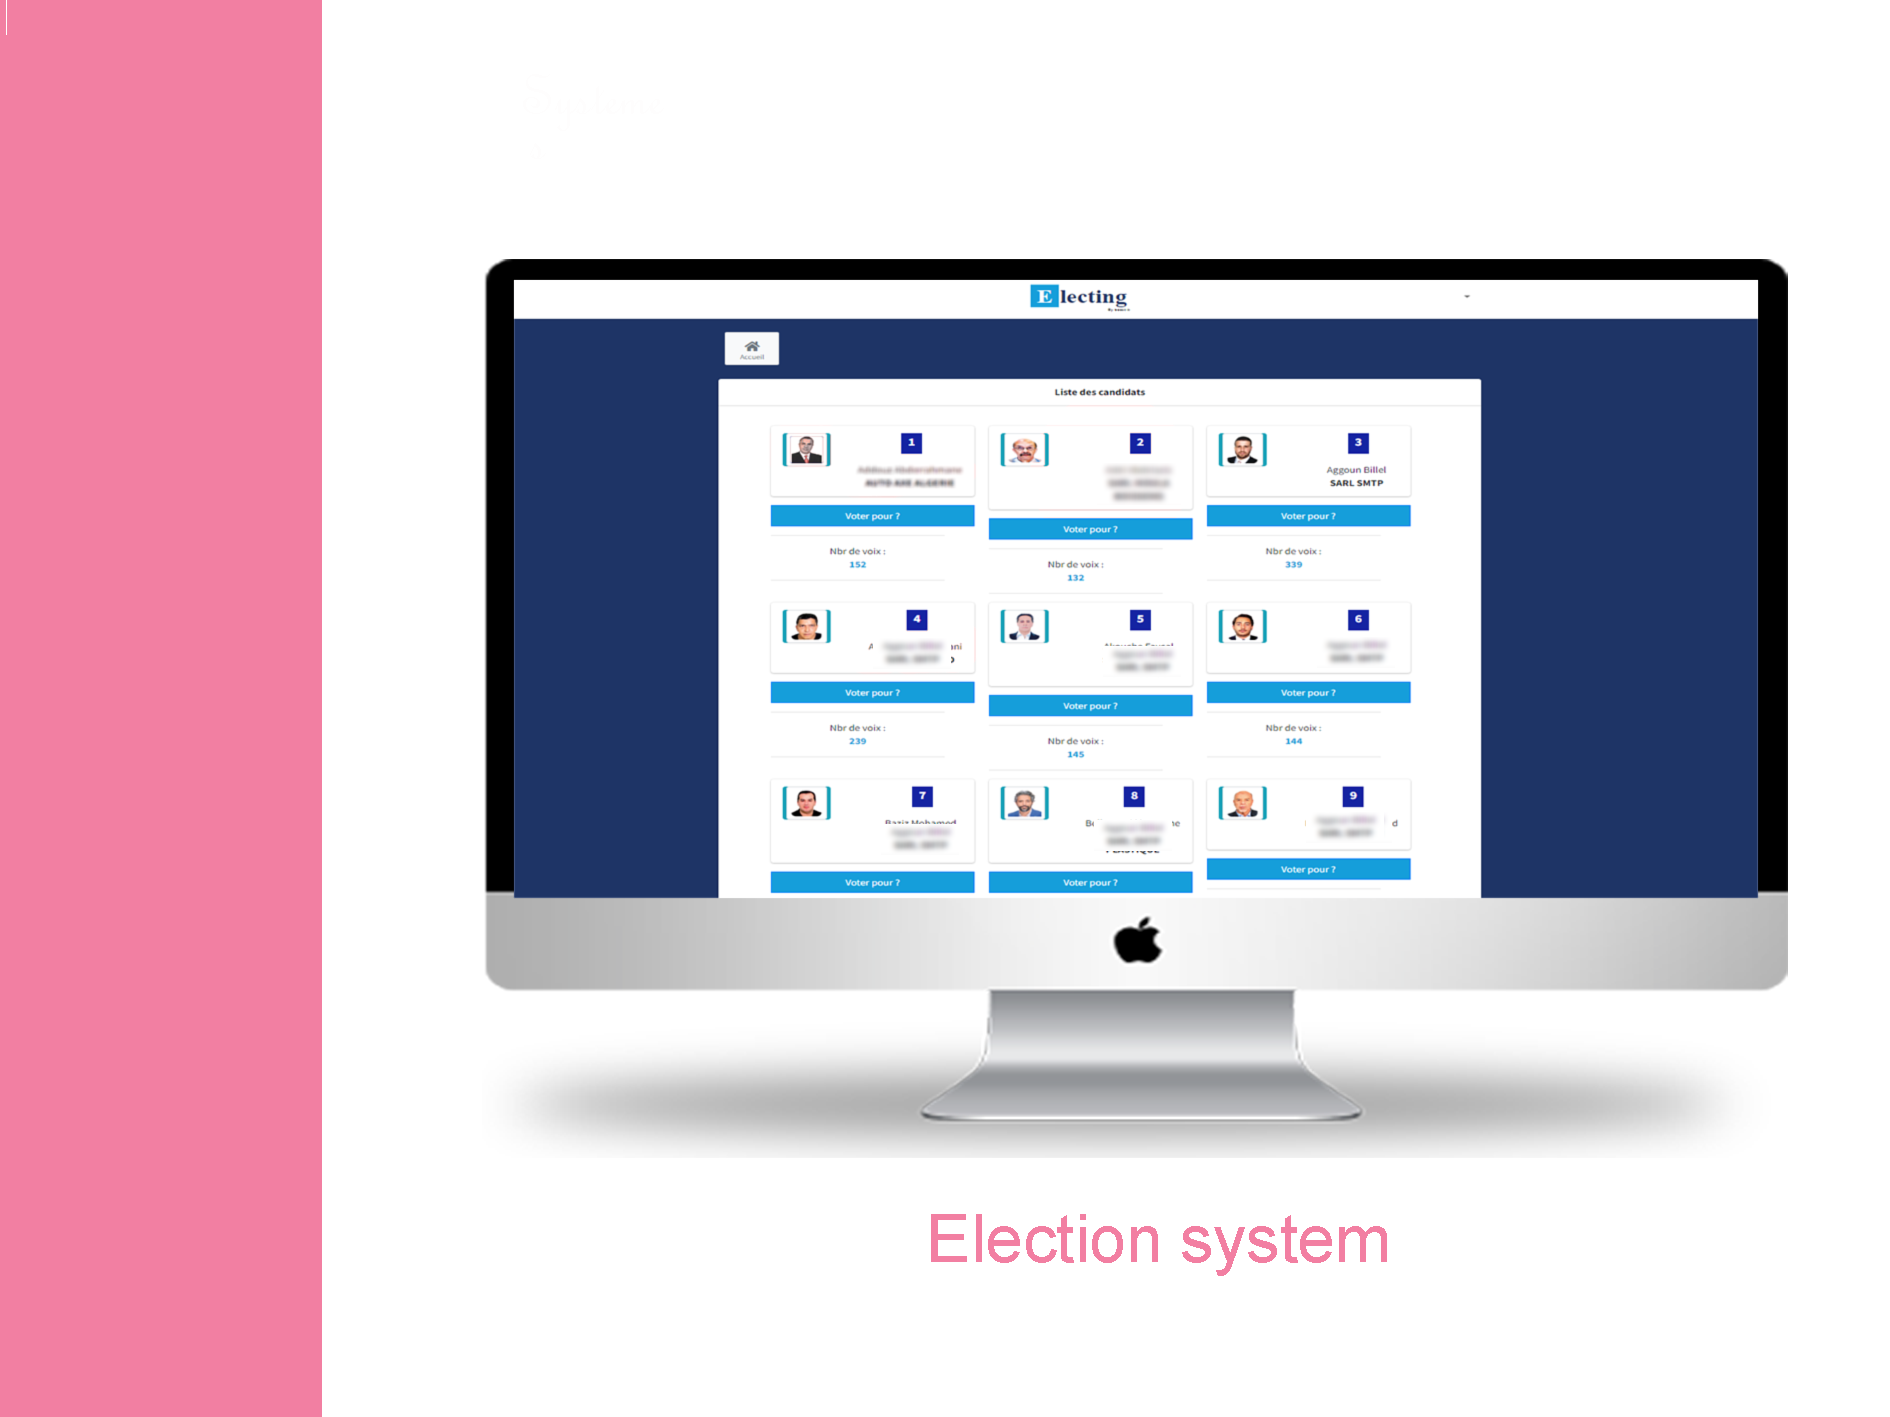 Electing
Accueil
Liste des candidats
1
2
3
AUTO AXE ALGERIE
Aggoun Billel
SARL SMTP
Voter pour ?
Voter pour ?
Voter pour ?
Nbr de voix :
152
Nbr de voix :
132
Nbr de voix :
339
4
5
6
Voter pour ?
Voter pour ?
Voter pour ?
Nbr de voix :
239
Nbr de voix :
145
Nbr de voix :
144
7
8
9
Voter pour ?
Voter pour ?
Voter pour ?
Election system